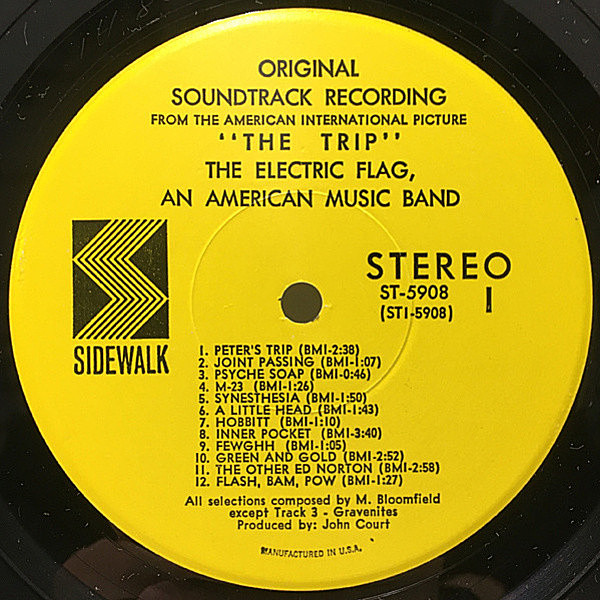 ORIGINAL
SOUNDTRACK RECORDING
FROM THE AMERICAN INTERNATIONAL PICTURE
"THE TRIP"
THE ELECTRIC FLAG,
AN AMERICAN MUSIC BAND
SIDEWALK
STEREO
ST-5908 1
(ST1-5908)
1. PETER'S TRIP (BMI-2:38)
2. JOINT PASSING (BMI-1:07)
3. PSYCHE SOAP (BMI-0:46)
4. M-23 (BMI-1:26)
5. SYNESTHESIA (BMI-1:50)
6. A LITTLE HEAD (BMI-1:43)
7. HOBBITT (BMI-1:10)
8. INNER POCKET (BMI-3:40)
9. FEWGHH (BMI-1:05)
10. GREEN AND GOLD (BMI-2:52)
11. THE OTHER ED NORTON (BMI-2:58)
12. FLASH, BAM, POW (BMI-1:27)
All selections composed by M. Bloomfield
except Track 3 - Gravenites
Produced by: John Court
MANUFACTURED IN U.S.A.